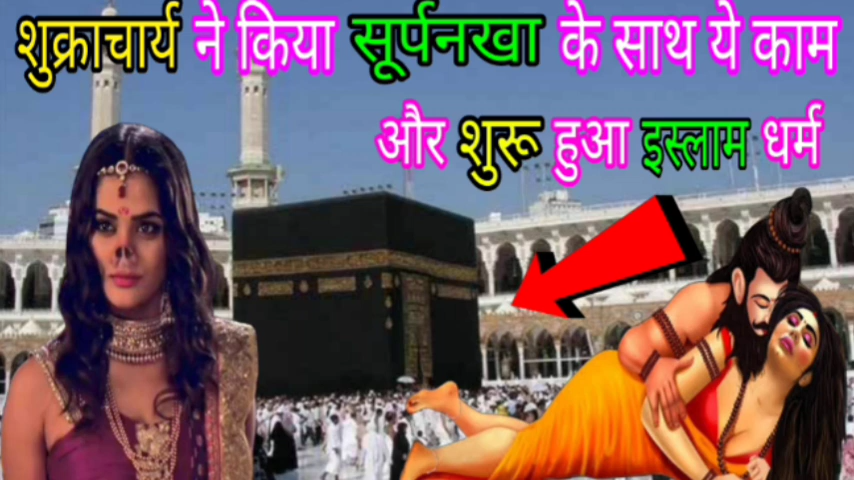 शुक्राचार्य ने किया सूर्पनखा के साथ ये काम
और शुरू हुआ इस्लाम धर्म